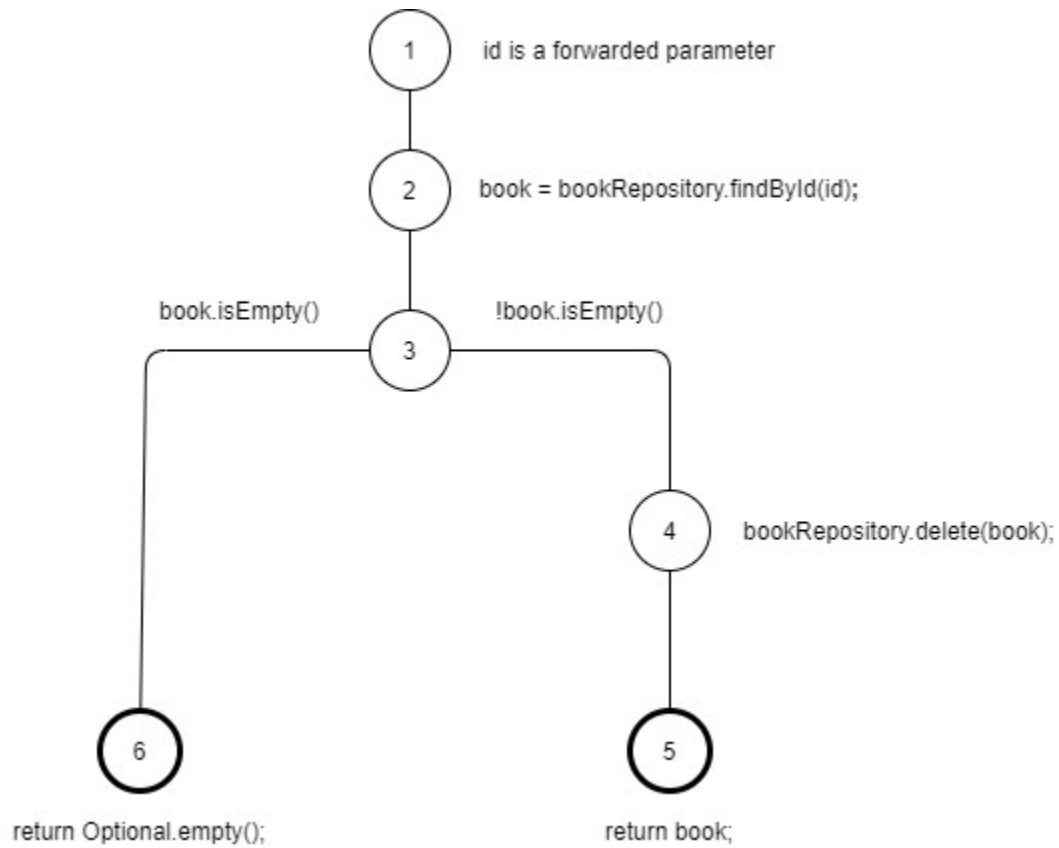 1
id is a forwarded parameter
2
book = bookRepository.findById(id);
book.isEmpty()
!book.isEmpty()
3
4
bookRepository.delete(book);
6
5
return Optional.empty();
return book;